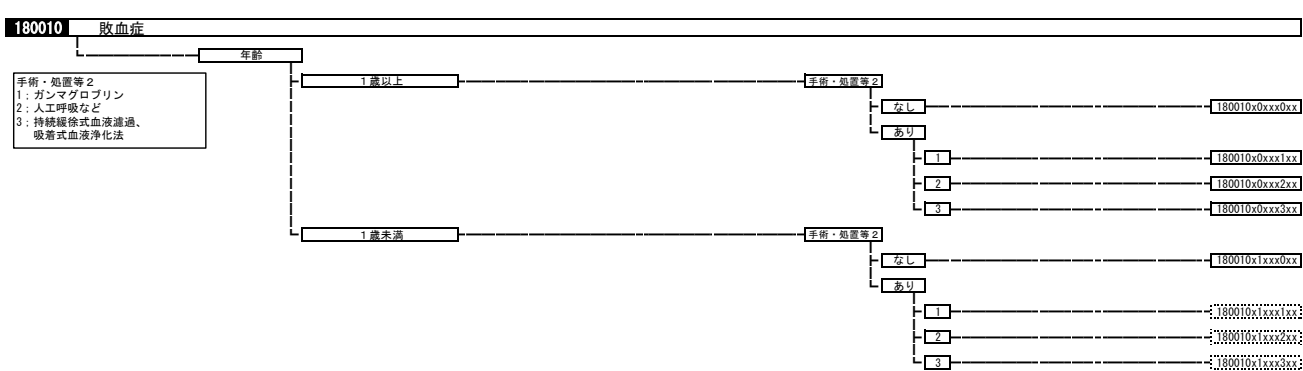 180010 敗血症
年齢
手術・処置等２
1：ガンマグロブリン
2：人工呼吸など
3：持続緩徐式血液濾過、
吸着式血液浄化法
１歳以上 手術・処置等２
なし 180010x0xxx0xx
あり
1 180010x0xxx1xx
2 180010x0xxx2xx
3 180010x0xxx3xx
１歳未満 手術・処置等２
なし 180010x1xxx0xx
あり
1 180010x1xxx1xx
2 180010x1xxx2xx
3 180010x1xxx3xx